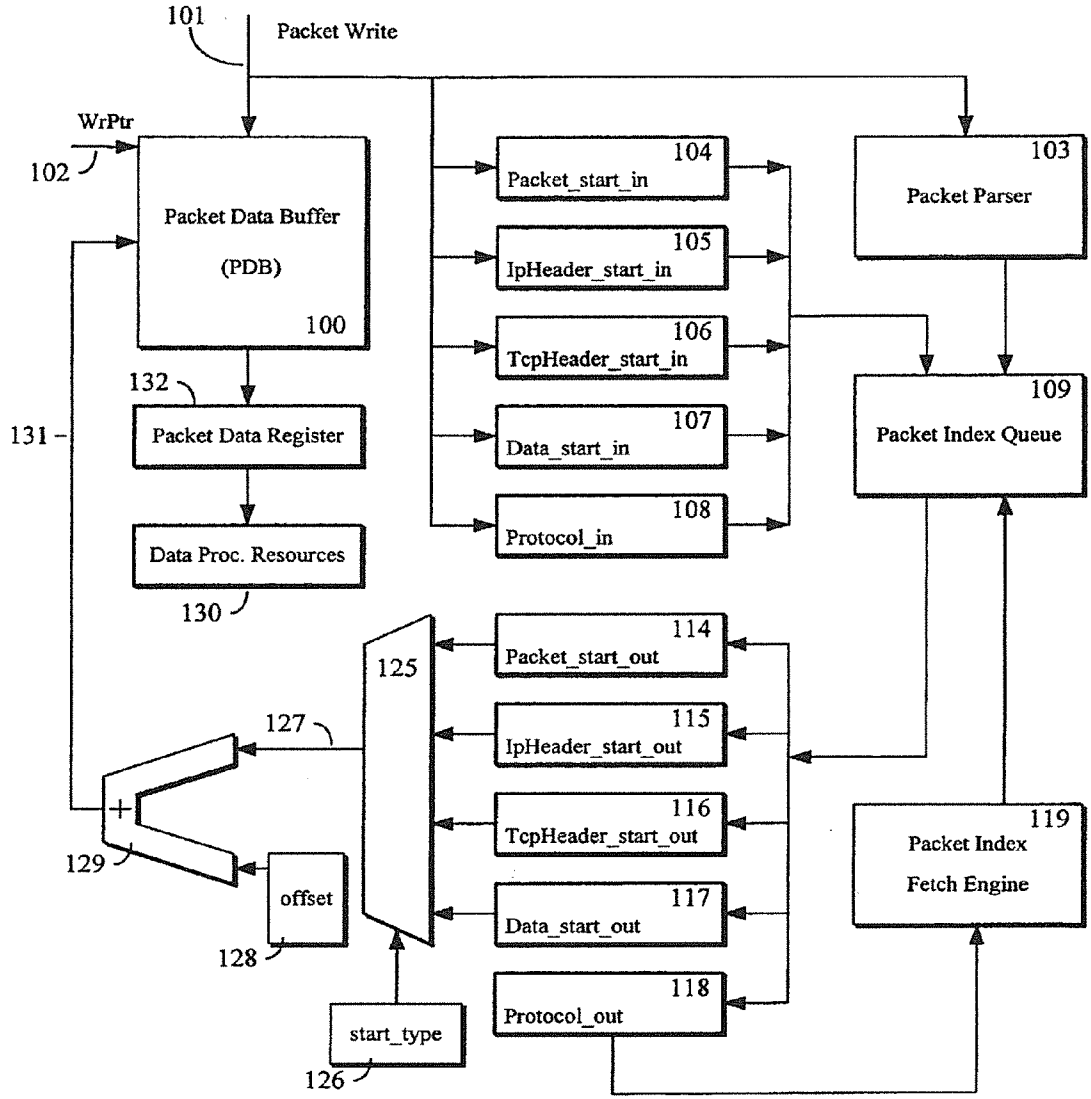 101
Packet Write
WrPtr
102
Packet Data Buffer
(PDB)
100
104
Packet_start_in
103
Packet Parser
105
IpHeader_start_in
106
TcpHeader_start_in
132
Packet Data Register
107
Data_start_in
109
Packet Index Queue
131
108
Protocol_in
Data Proc. Resources
130
114
Packet_start_out
125
127
115
IpHeader_start_out
116
TcpHeader_start_out
119
Packet Index
Fetch Engine
+
129
offset
128
117
Data_start_out
118
Protocol_out
start_type
126